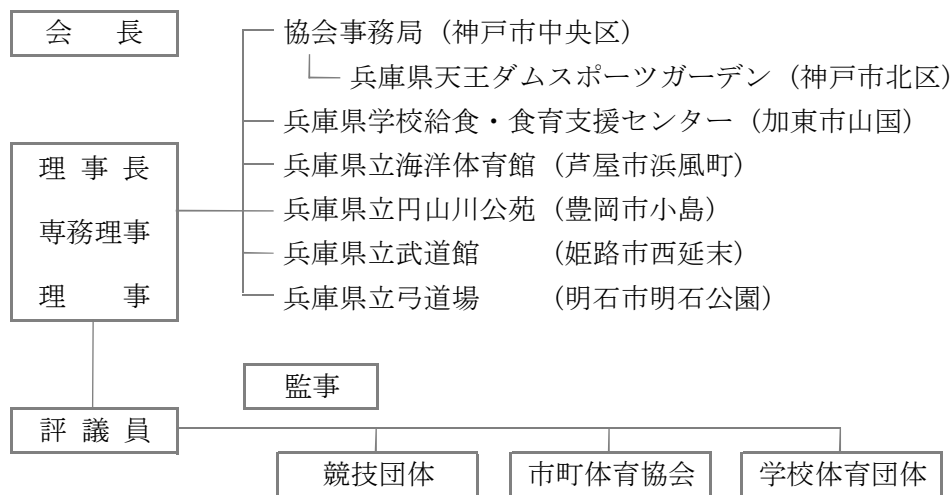 会　長
協会事務局（神戸市中央区）
兵庫県天王ダムスポーツガーデン（神戸市北区）
兵庫県学校給食・食育支援センター（加東市山国）
兵庫県立海洋体育館（芦屋市浜風町）
兵庫県立円山川公苑（豊岡市小島）
兵庫県立武道館　　（姫路市西延末）
兵庫県立弓道場　　（明石市明石公園）
理 事 長
専務理事
理　　事
監事
評 議 員
競技団体
市町体育協会
学校体育団体